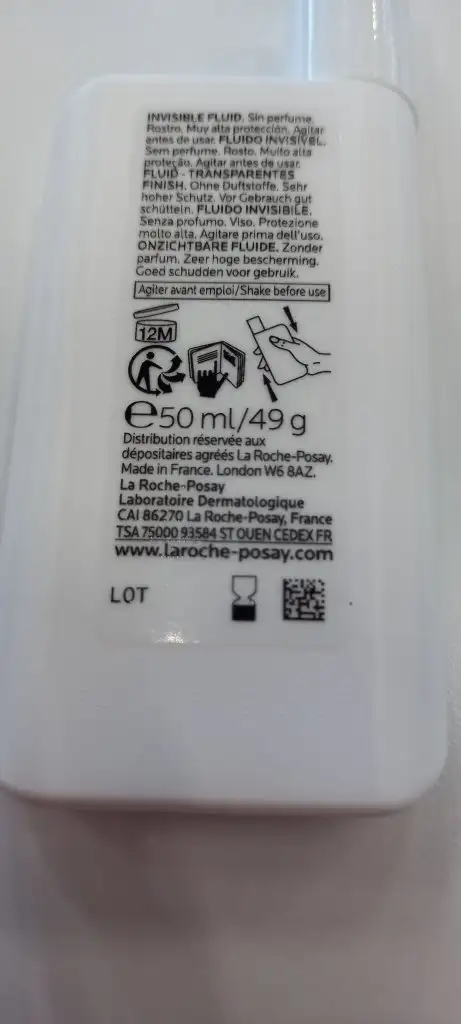 INVISIBLE FLUID. Sin perfume.
Rostro. Muy alta protección. Agitar
antes de usar. FLUIDO INVISÍVEL.
Sem perfume. Rosto. Muito alta
proteção. Agitar antes de usar.
FLUID - TRANSPARENTES
FINISH. Ohne Duftstoffe. Sehr
hoher Schutz. Vor Gebrauch gut
schütteln. FLUIDO INVISIBILE.
Senza profumo. Viso. Protezione
molto alta. Agitare prima dell'uso.
ONZICHTBARE FLUIDE. Zonder
parfum. Zeer hoge bescherming.
Goed schudden voor gebruik.
Agiter avant emploi/Shake before use
12M
℮50 ml/49 g
Distribution réservée aux
dépositaires agréés La Roche-Posay.
Made in France. London W6 8AZ.
La Roche-Posay
Laboratoire Dermatologique
CAI 86270 La Roche-Posay, France
TSA 75000 93584 ST OUEN CEDEX FR
www.laroche-posay.com
LOT